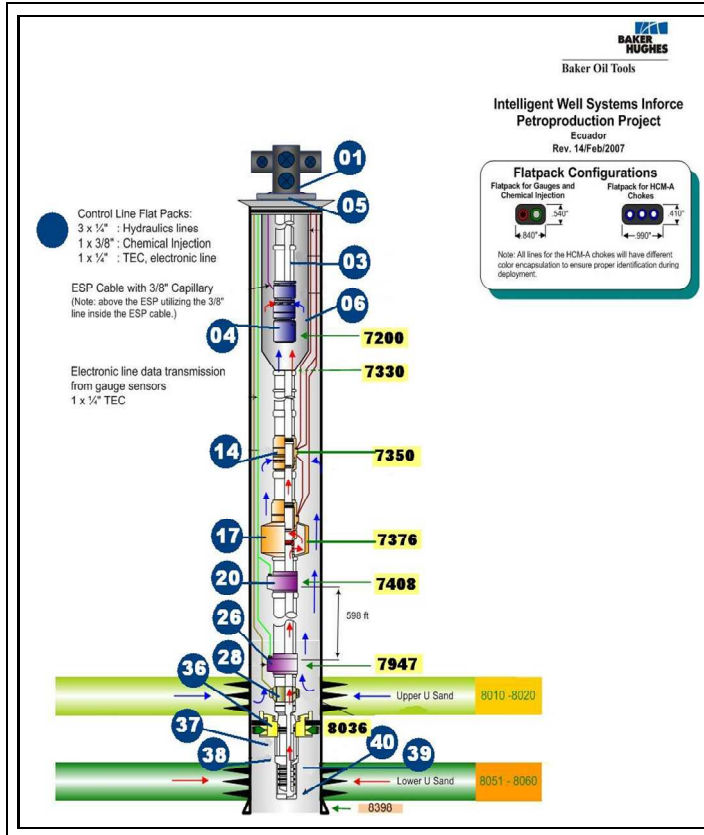 BAKER
HUGHES
Baker Oil Tools
Intelligent Well Systems Inforce
Petroproduction Project
Ecuador
Rev. 14/Feb/2007
Flatpack Configurations
Flatpack for Gauges and
Chemical Injection
Flatpack for HCM-A
Chokes
.540"
.410"
.840"
.990"
Note: All lines for the HCM-A chokes will have different
color encapsulation to ensure proper identification during
deployment.
01
Control Line Flat Packs:
3 x ¼" : Hydraulics lines
1 x 3/8" : Chemical Injection
1 x ¼" : TEC, electronic line
05
03
ESP Cable with 3/8" Capillary
(Note: above the ESP utilizing the 3/8"
line inside the ESP cable.)
06
04
7200
Electronic line data transmission
from gauge sensors
1 x ¼" TEC
7330
14
7350
17
7376
20
7408
598 ft
26
7947
28
36
Upper U Sand
8010 -8020
37
8036
38
40
39
Lower U Sand
8051 - 8060
8398